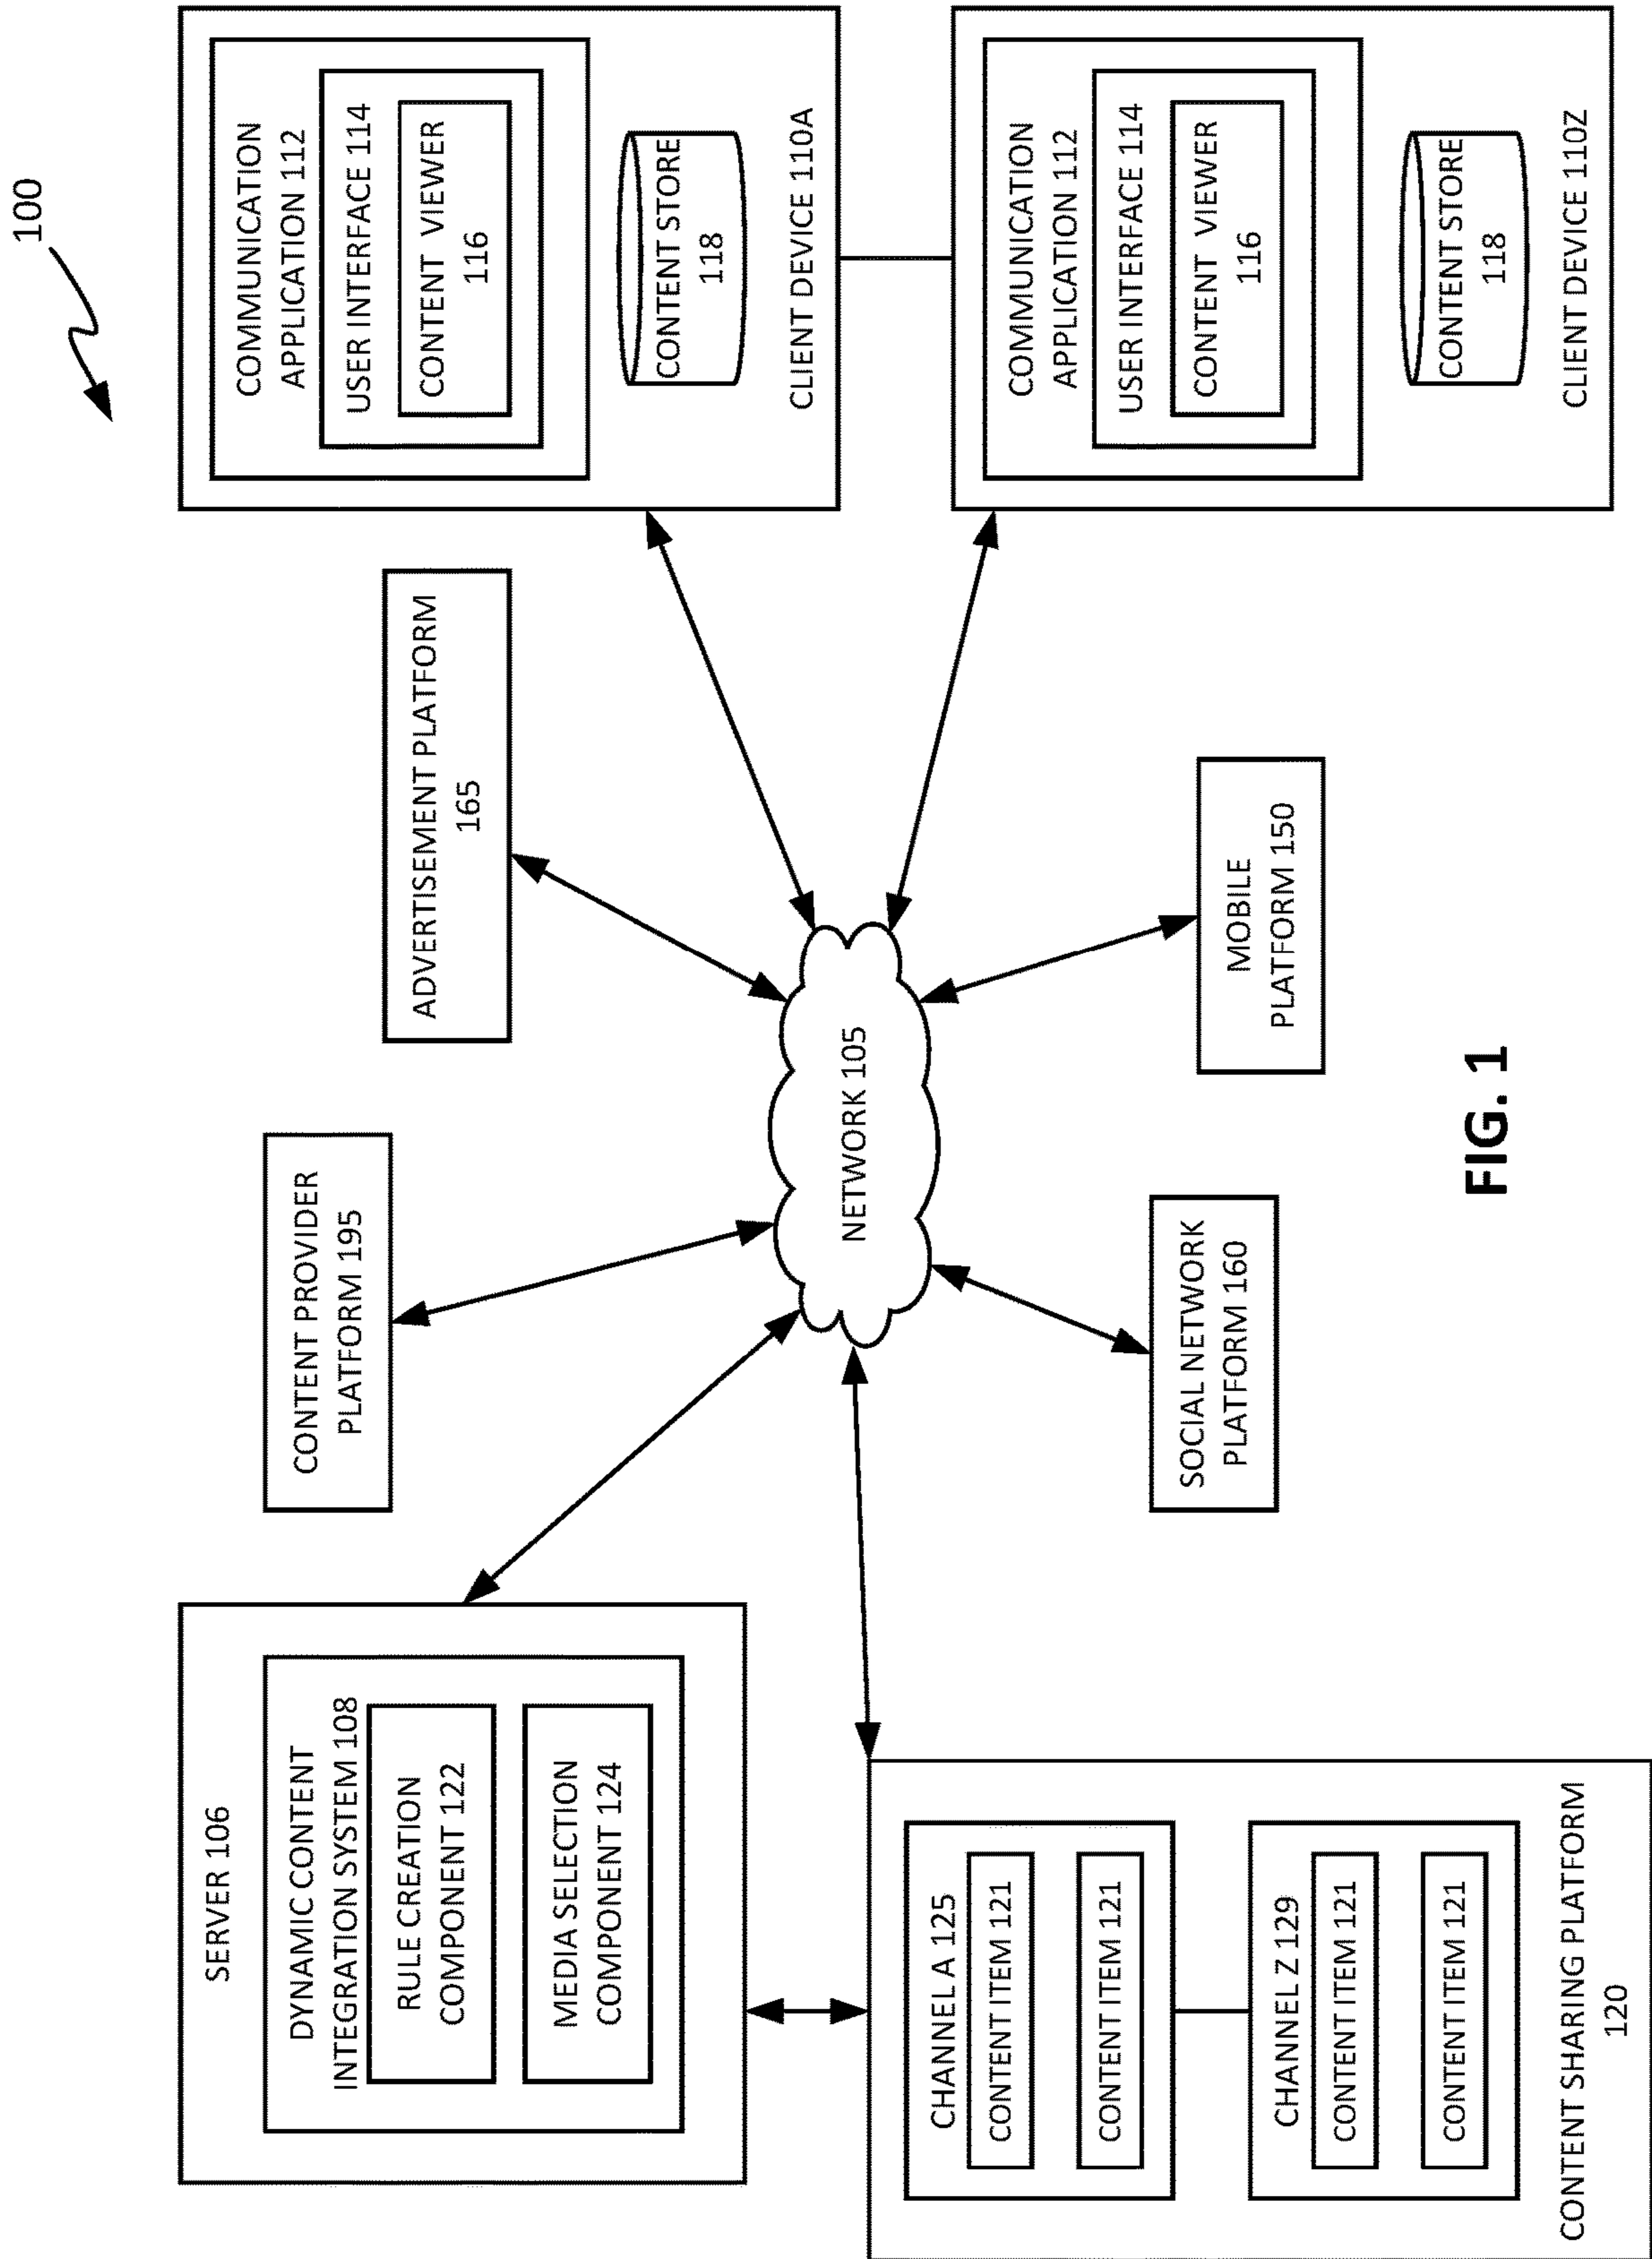 100
SERVER 106
DYNAMIC CONTENT
INTEGRATION SYSTEM 108
RULE CREATION
COMPONENT 122
MEDIA SELECTION
COMPONENT 124
CONTENT PROVIDER
PLATFORM 195
ADVERTISEMENT PLATFORM
165
COMMUNICATION
APPLICATION 112
USER INTERFACE 114
CONTENT VIEWER
116
CONTENT STORE
118
CLIENT DEVICE 110A
NETWORK 105
CHANNEL A 125
CONTENT ITEM 121
CONTENT ITEM 121
CHANNEL Z 129
CONTENT ITEM 121
CONTENT ITEM 121
CONTENT SHARING PLATFORM
120
SOCIAL NETWORK
PLATFORM 160
MOBILE
PLATFORM 150
COMMUNICATION
APPLICATION 112
USER INTERFACE 114
CONTENT VIEWER
116
CONTENT STORE
118
CLIENT DEVICE 110Z
FIG. 1